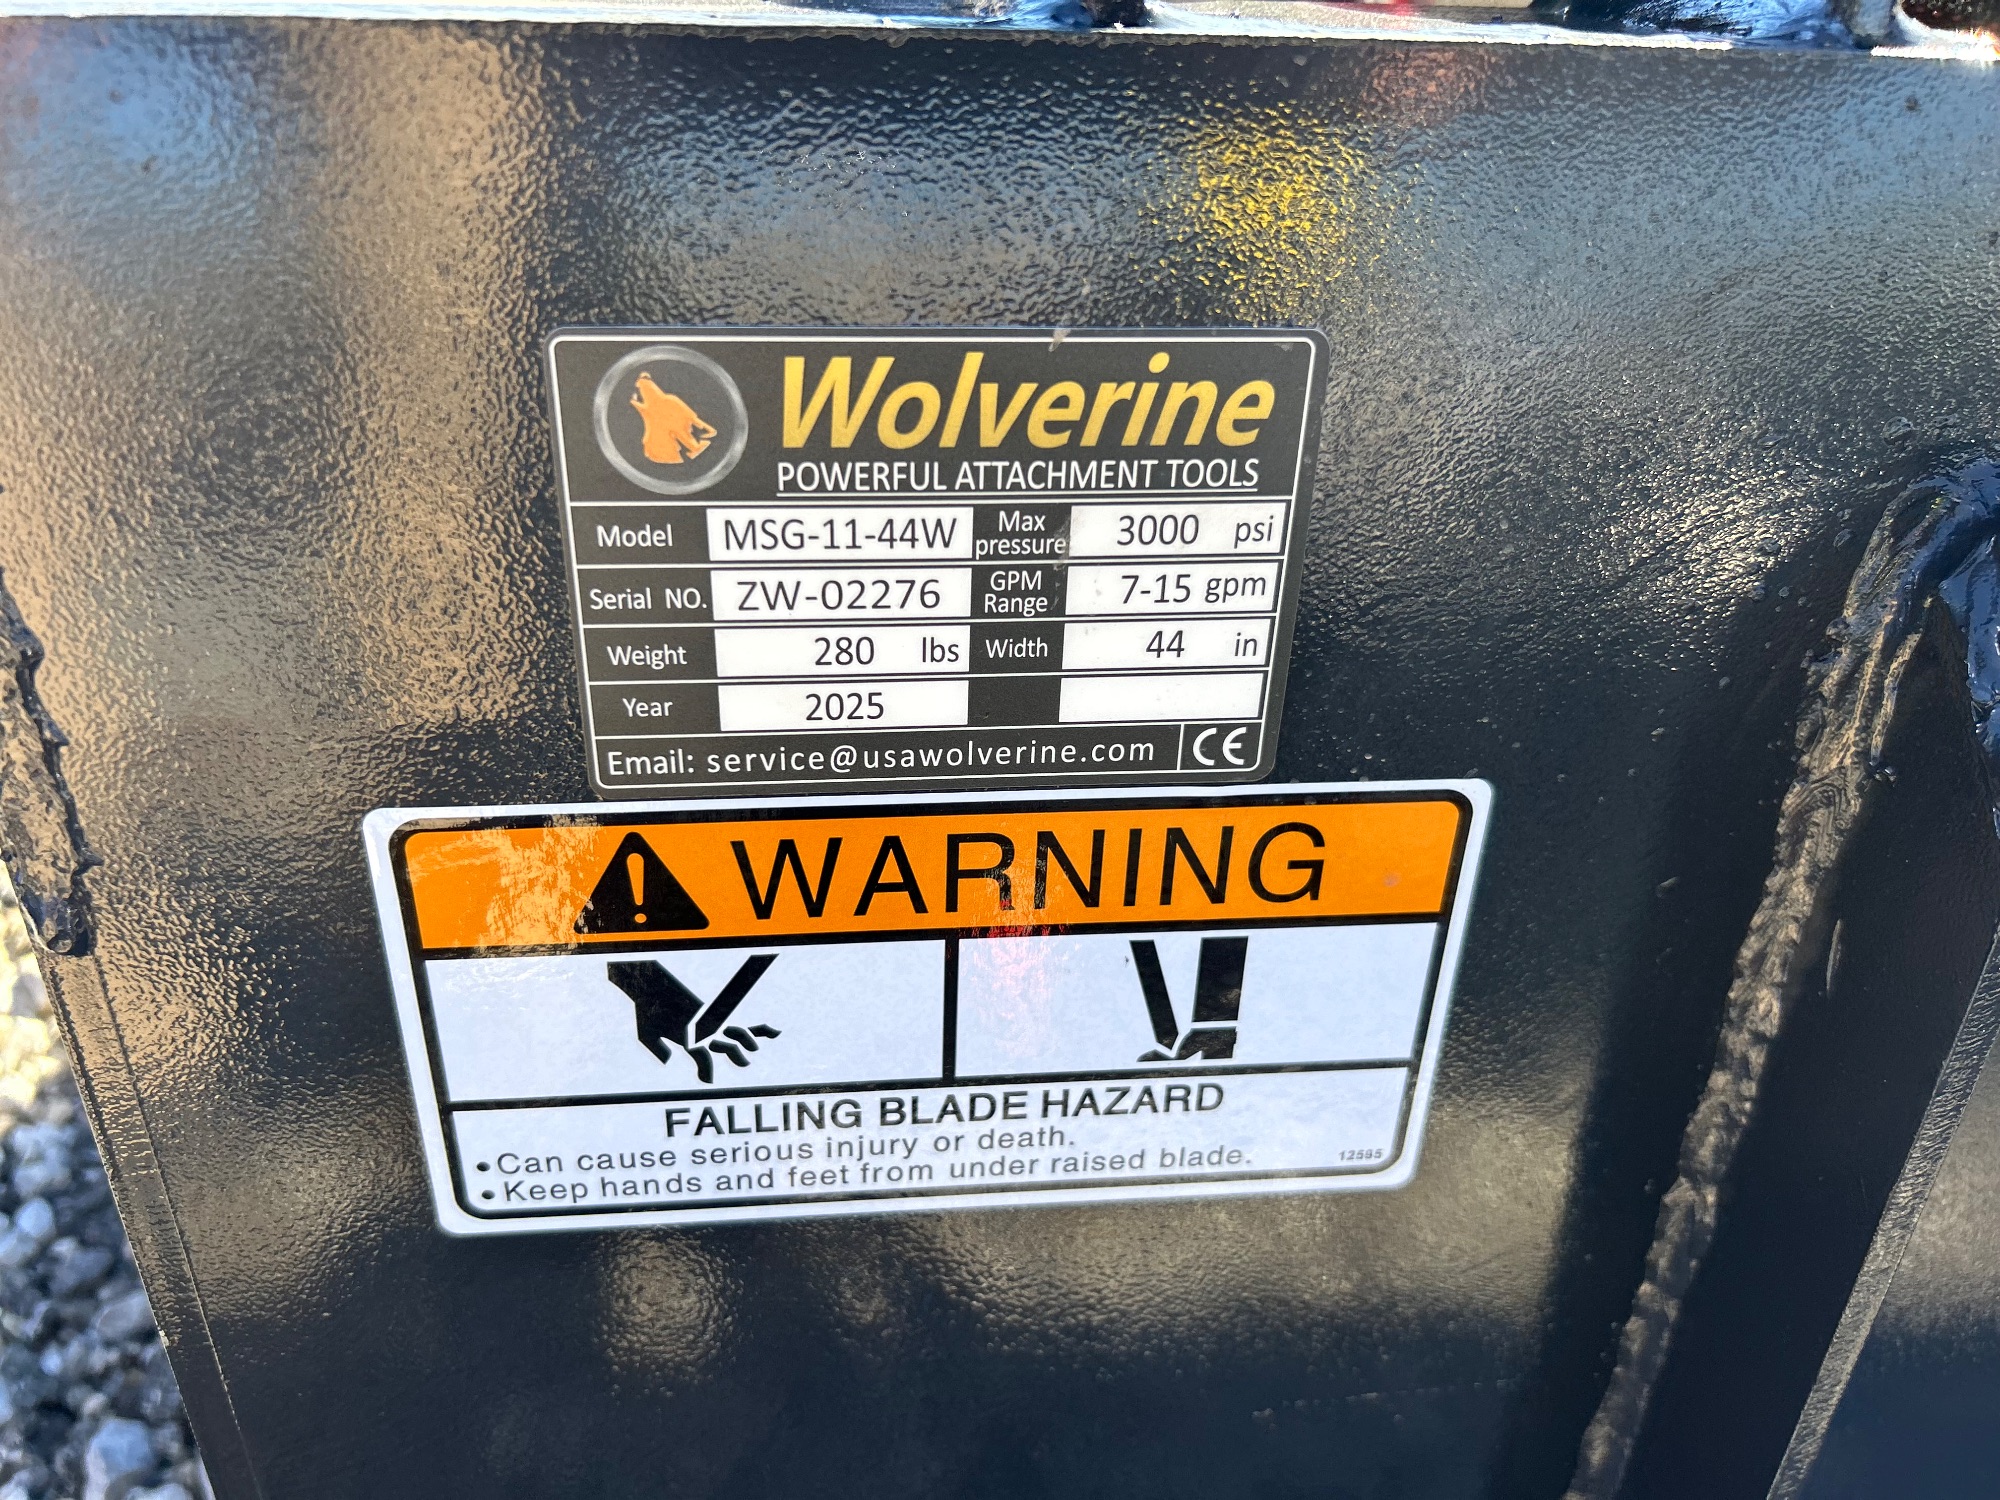 Wolverine
POWERFUL ATTACHMENT TOOLS
Model MSG-11-44W Max pressure 3000 psi
Serial NO. ZW-02276 GPM Range 7-15 gpm
Weight 280 lbs Width 44 in
Year 2025
Email: service@usawolverine.com CE
WARNING
FALLING BLADE HAZARD
•Can cause serious injury or death.
•Keep hands and feet from under raised blade.
12595